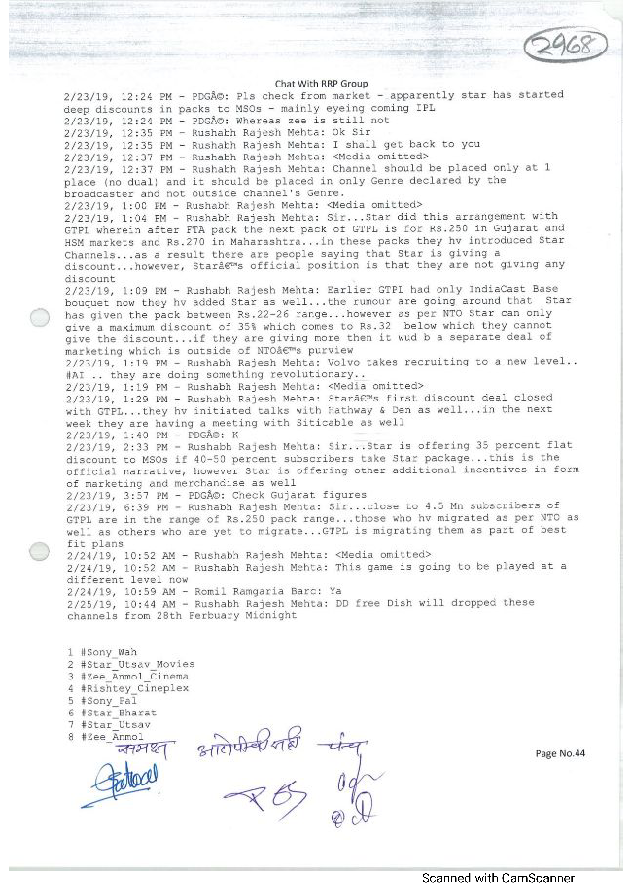 2968
Chat With RRP Group
2/23/19, 12:24 PM - PDGÂ©: Pls check from market - apparently star has started
deep discounts in packs to MSOs - mainly eyeing coming IPL
2/23/19, 12:24 PM - PDGÂ©: Whereas zee is still not
2/23/19, 12:35 PM - Rushabh Rajesh Mehta: Ok Sir
2/23/19, 12:35 PM - Rushabh Rajesh Mehta: I shall get back to you
2/23/19, 12:37 PM - Rushabh Rajesh Mehta: <Media omitted>
2/23/19, 12:37 PM - Rushabh Rajesh Mehta: Channel should be placed only at 1
place (no dual) and it should be placed in only Genre declared by the
broadcaster and not outside channel's Genre.
2/23/19, 1:00 PM - Rushabh Rajesh Mehta: <Media omitted>
2/23/19, 1:04 PM - Rushabh Rajesh Mehta: Sir...Star did this arrangement with
GTPL wherein after FTA pack the next pack of GTPL is for Rs.250 in Gujarat and
HSM markets and Rs.270 in Maharashtra...in these packs they hv introduced Star
Channels...as a result there are people saying that Star is giving a
discount...however, Starâ€™s official position is that they are not giving any
discount
2/23/19, 1:09 PM - Rushabh Rajesh Mehta: Earlier GTPL had only IndiaCast Base
bouquet now they hv added Star as well...the rumour are going around that Star
has given the pack between Rs.22-26 range...however as per NTO Star can only
give a maximum discount of 35% which comes to Rs.32 below which they cannot
give the discount...if they are giving more then it wud b a separate deal of
marketing which is outside of NTOâ€™s purview
2/23/19, 1:19 PM - Rushabh Rajesh Mehta: Volvo takes recruiting to a new level..
#AI .. they are doing something revolutionary..
2/23/19, 1:19 PM - Rushabh Rajesh Mehta: <Media omitted>
2/23/19, 1:29 PM - Rushabh Rajesh Mehta: Starâ€™s first discount deal closed
with GTPL...they hv initiated talks with Hathway & Den as well...in the next
week they are having a meeting with Siticable as well
2/23/19, 1:40 PM - PDGÂ©: K
2/23/19, 2:33 PM - Rushabh Rajesh Mehta: Sir...Star is offering 35 percent flat
discount to MSOs if 40-50 percent subscribers take Star package...this is the
official narrative, however Star is offering other additional incentives in form
of marketing and merchandise as well
2/23/19, 3:57 PM - PDGÂ©: Check Gujarat figures
2/23/19, 6:39 PM - Rushabh Rajesh Mehta: Sir...close to 4.5 Mn subscribers of
GTPL are in the range of Rs.250 pack range...those who hv migrated as per NTO as
well as others who are yet to migrate...GTPL is migrating them as part of best
fit plans
2/24/19, 10:52 AM - Rushabh Rajesh Mehta: <Media omitted>
2/24/19, 10:52 AM - Rushabh Rajesh Mehta: This game is going to be played at a
different level now
2/24/19, 10:59 AM - Romil Ramgaria Barc: Ya
2/25/19, 10:44 AM - Rushabh Rajesh Mehta: DD free Dish will dropped these
channels from 28th Ferbuary Midnight
1 #Sony_Wah
2 #Star_Utsav_Movies
3 #Zee_Anmol_Cinema
4 #Rishtey_Cineplex
5 #Sony_Pal
6 #Star_Bharat
7 #Star_Utsav
8 #Zee_Anmol
समक्ष आरोपीची सही पंच
Page No.44
Scanned with CamScanner